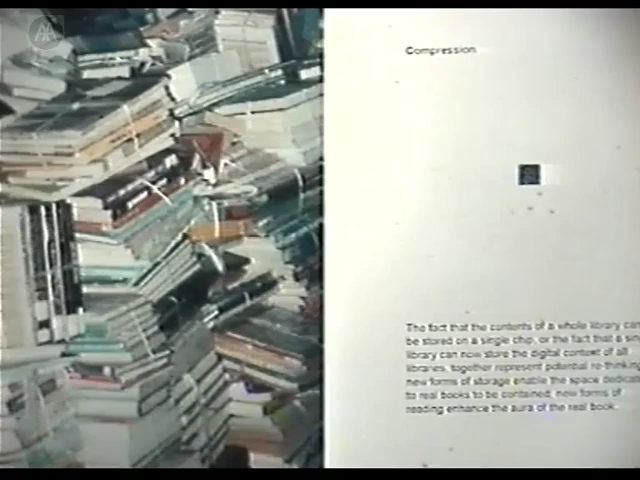 AA
Compression
The fact that the contents of a whole library can
be stored on a single chip, or the fact that a sin
library can now store the digital content of all
libraries, together represent potential re-thinking
new forms of storage enable the space dedicate
to real books to be contained, new forms of
reading enhance the aura of the real book.